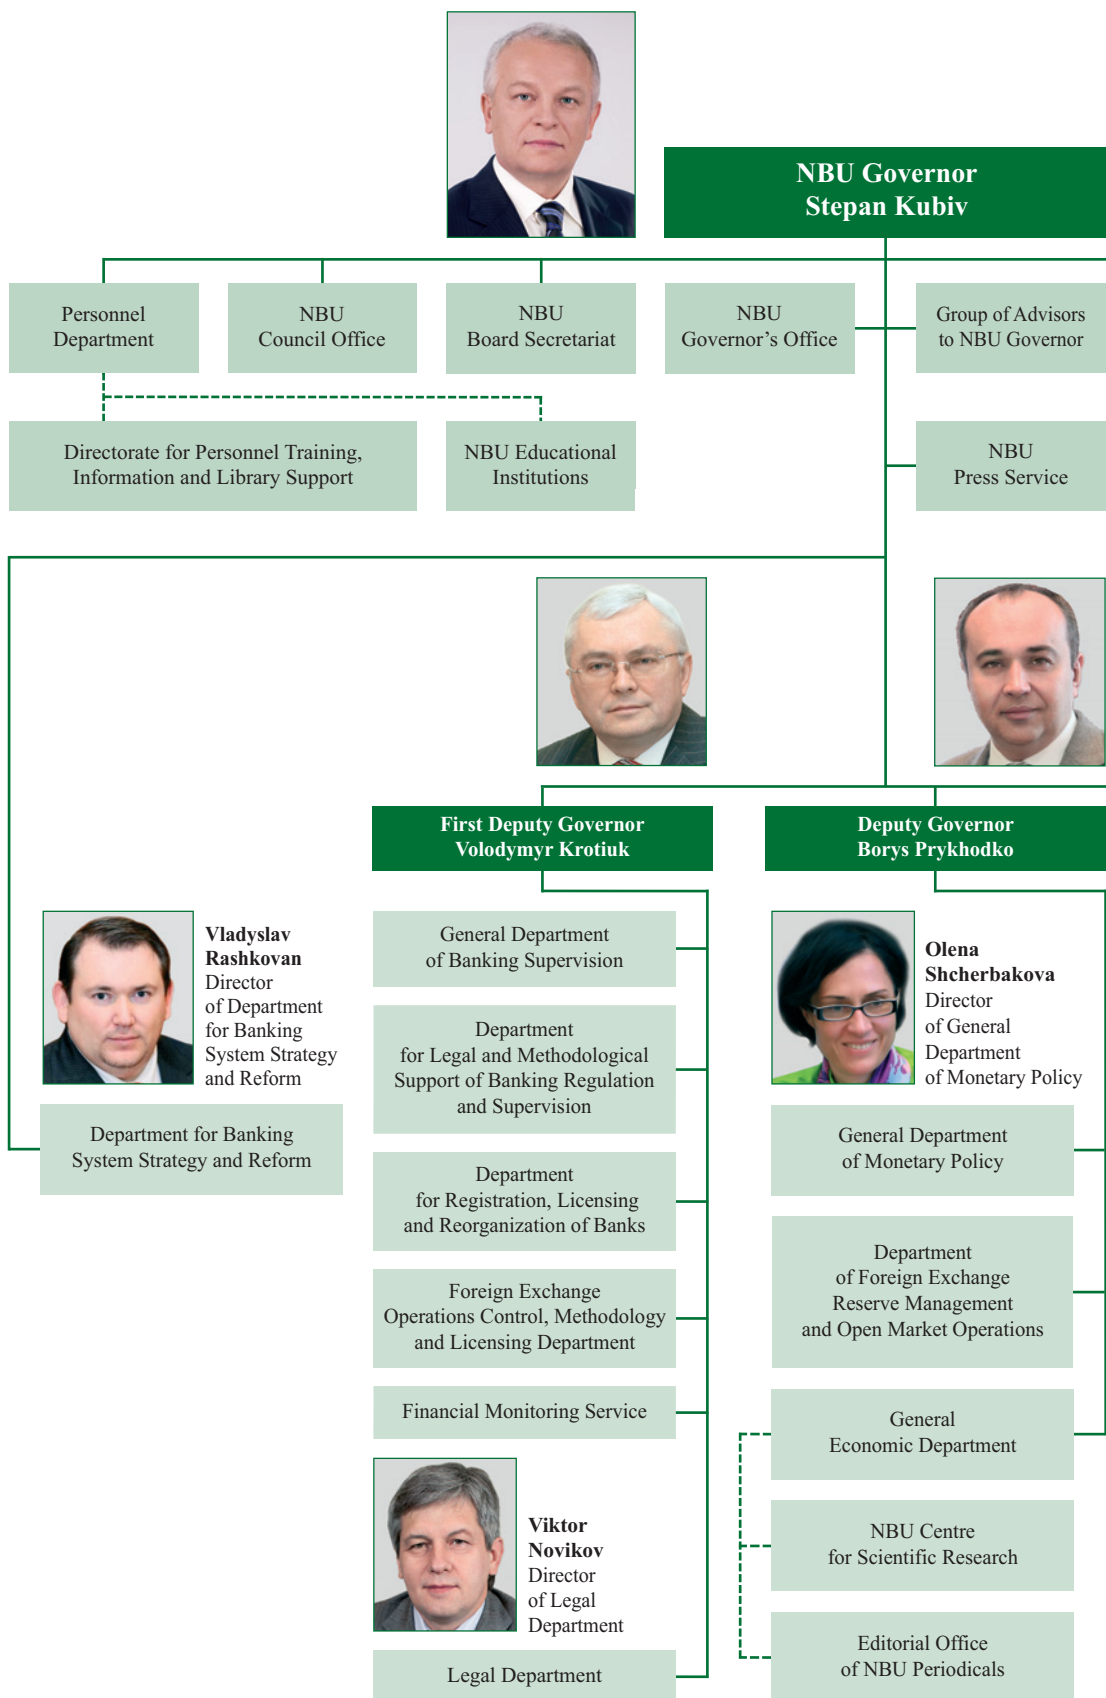 NBU Governor
Stepan Kubiv
Personnel
Department
NBU
Council Office
NBU
Board Secretariat
NBU
Governor’s Office
Group of Advisors
to NBU Governor
Directorate for Personnel Training,
Information and Library Support
NBU Educational
Institutions
NBU
Press Service
First Deputy Governor
Volodymyr Krotiuk
Deputy Governor
Borys Prykhodko
Vladyslav
Rashkovan
Director
of Department
for Banking
System Strategy
and Reform
Department for Banking
System Strategy and Reform
General Department
of Banking Supervision
Department
for Legal and Methodological
Support of Banking Regulation
and Supervision
Department
for Registration, Licensing
and Reorganization of Banks
Foreign Exchange
Operations Control, Methodology
and Licensing Department
Financial Monitoring Service
Viktor
Novikov
Director
of Legal
Department
Legal Department
Olena
Shcherbakova
Director
of General
Department
of Monetary Policy
General Department
of Monetary Policy
Department
of Foreign Exchange
Reserve Management
and Open Market Operations
General
Economic Department
NBU Centre
for Scientific Research
Editorial Office
of NBU Periodicals